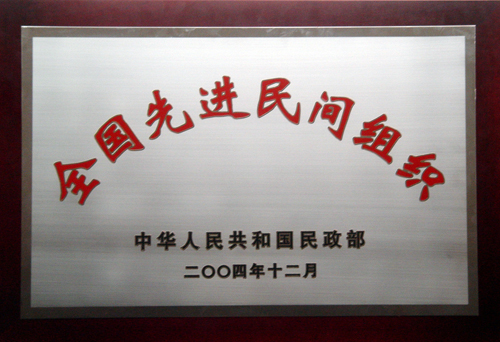 全国先进民间组织
中华人民共和国民政部
二〇〇四年十二月